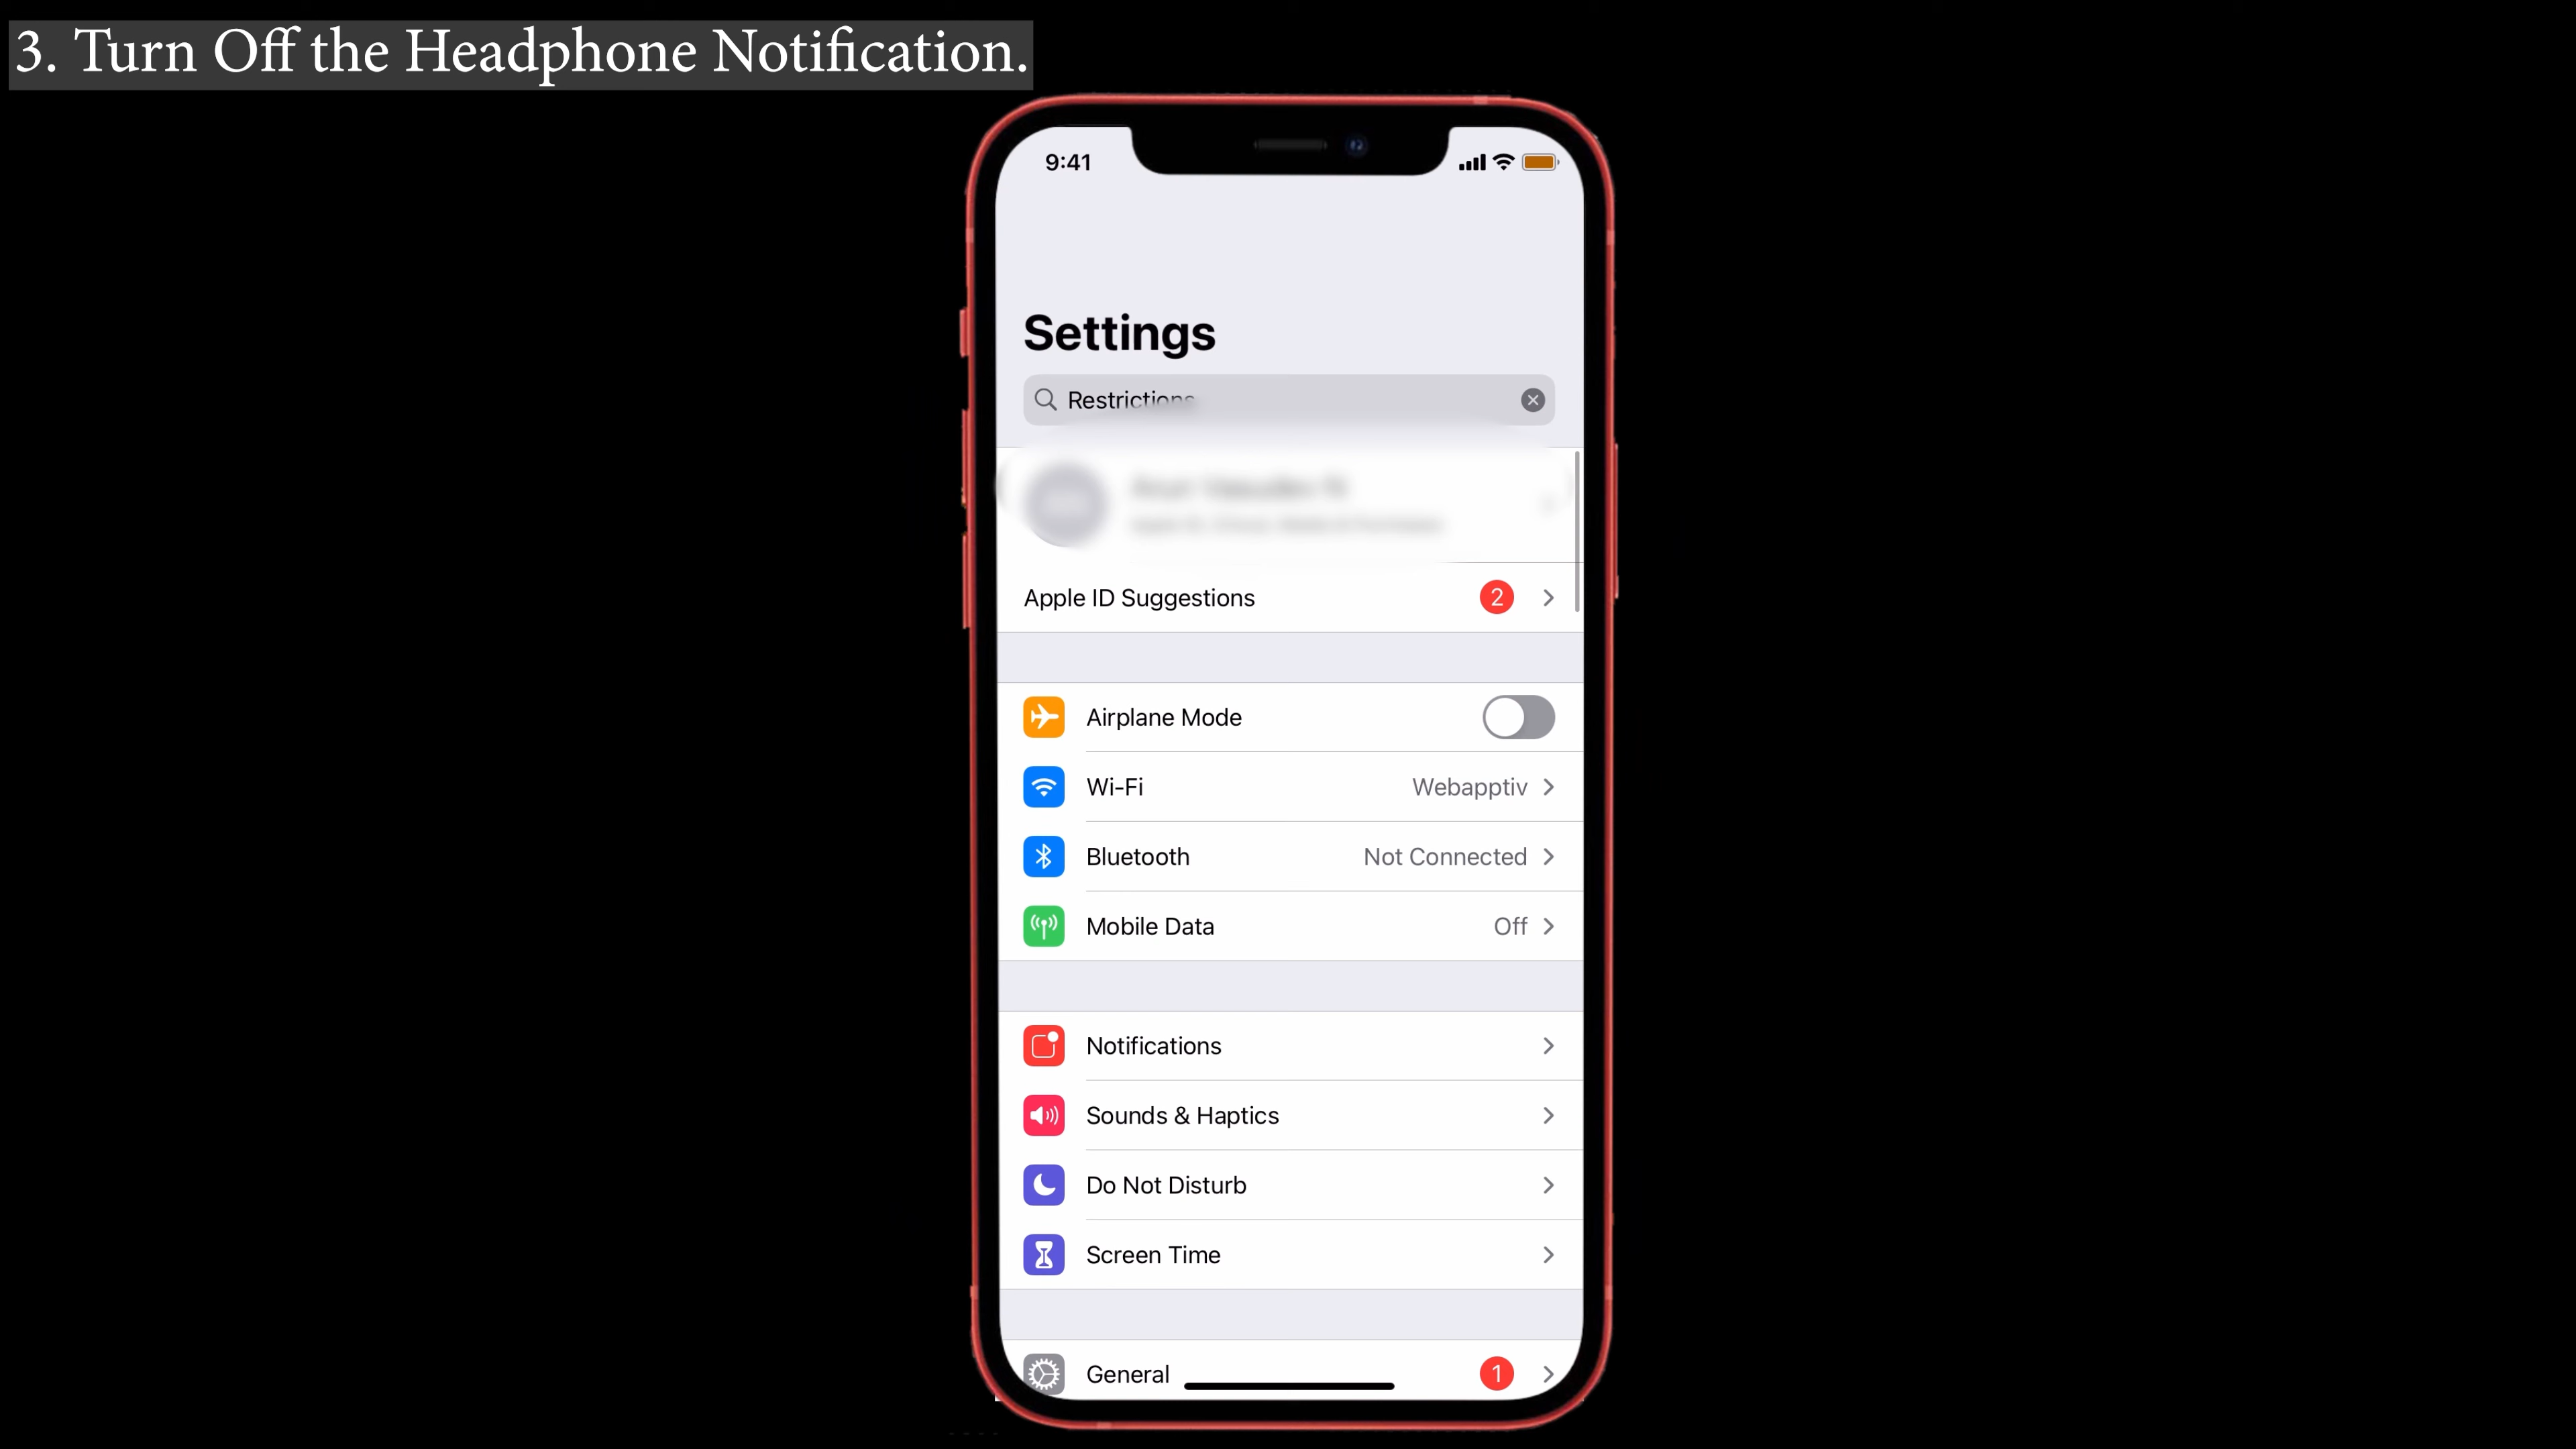 3. Turn Off the Headphone Notification.
9:41
Settings
Restrictions
Apple ID Suggestions 2
Airplane Mode
Wi-Fi Webapptiv
Bluetooth Not Connected
Mobile Data Off
Notifications
Sounds & Haptics
Do Not Disturb
Screen Time
General 1